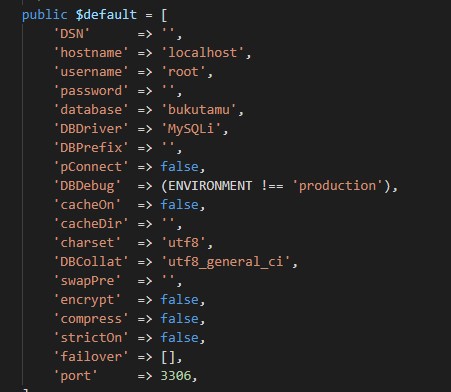 public $default = [
'DSN'      => '',
'hostname' => 'localhost',
'username' => 'root',
'password' => '',
'database' => 'bukutamu',
'DBDriver' => 'MySQLi',
'DBPrefix' => '',
'pConnect' => false,
'DBDebug'  => (ENVIRONMENT !== 'production'),
'cacheOn'  => false,
'cacheDir' => '',
'charset'  => 'utf8',
'DBCollat' => 'utf8_general_ci',
'swapPre'  => '',
'encrypt'  => false,
'compress' => false,
'strictOn' => false,
'failover' => [],
'port'     => 3306,